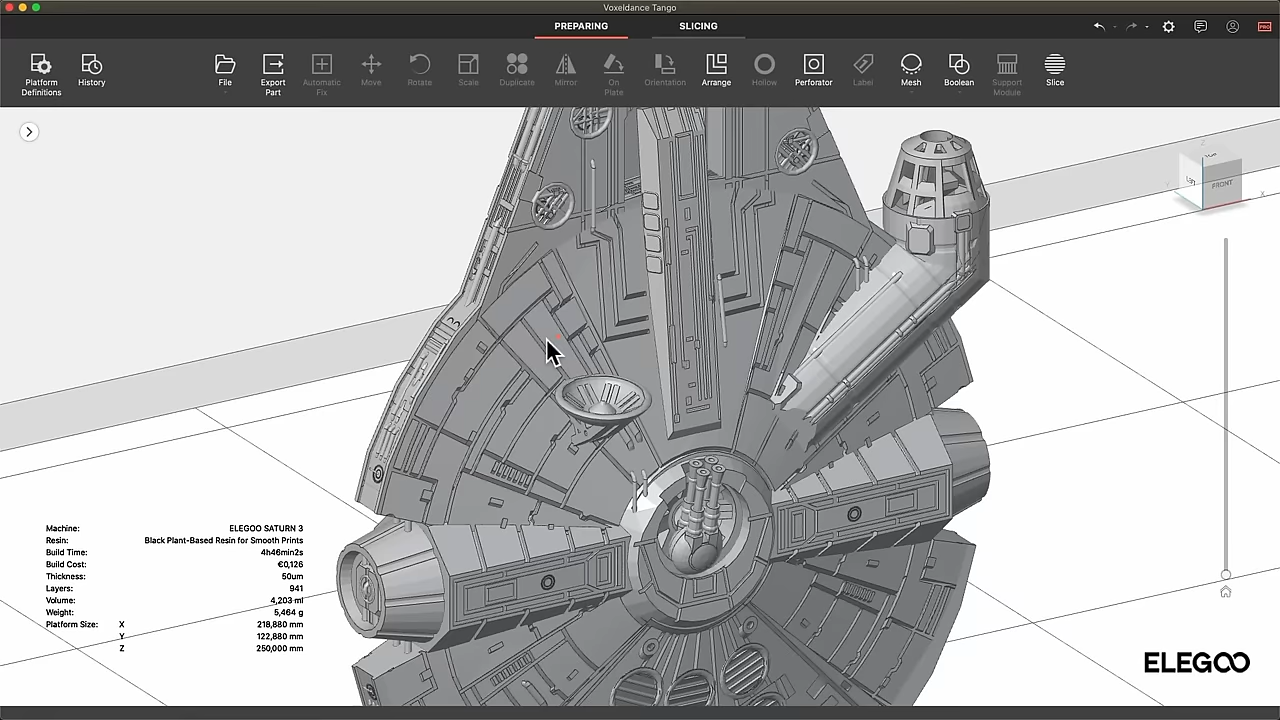 Voxeldance Tango
PREPARING SLICING
PRO
Platform Definitions
History
File
Export Part
Automatic Fix
Move
Rotate
Scale
Duplicate
Mirror
On Plate
Orientation
Arrange
Hollow
Perforator
Label
Mesh
Boolean
Support Module
Slice
Z
TOP
LEFT
FRONT
Y
X
Machine: ELEGOO SATURN 3
Resin: Black Plant-Based Resin for Smooth Prints
Build Time: 4h46min2s
Build Cost: €0,126
Thickness: 50um
Layers: 941
Volume: 4,203 ml
Weight: 5,464 g
Platform Size: X 218,880 mm
Y 122,880 mm
Z 250,000 mm
ELEGOO